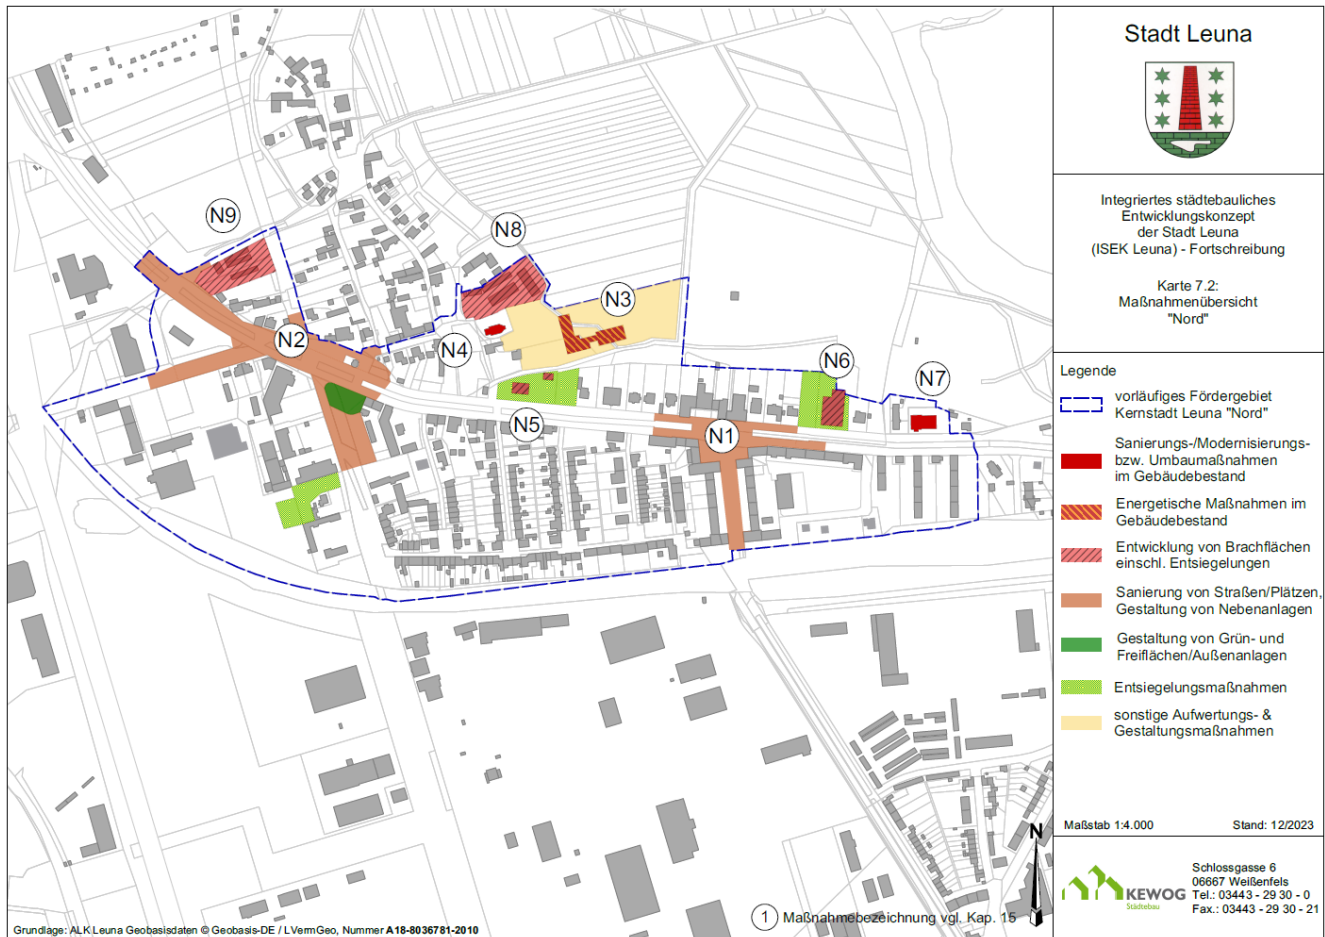 Stadt Leuna
Integriertes städtebauliches
Entwicklungskonzept
der Stadt Leuna
(ISEK Leuna) - Fortschreibung
Karte 7.2:
Maßnahmenübersicht
"Nord"
Legende
vorläufiges Fördergebiet
Kernstadt Leuna "Nord"
Sanierungs-/Modernisierungs-
bzw. Umbaumaßnahmen
im Gebäudebestand
Energetische Maßnahmen im
Gebäudebestand
Entwicklung von Brachflächen
einschl. Entsiegelungen
Sanierung von Straßen/Plätzen,
Gestaltung von Nebenanlagen
Gestaltung von Grün- und
Freiflächen/Außenanlagen
Entsiegelungsmaßnahmen
sonstige Aufwertungs- &
Gestaltungsmaßnahmen
Maßstab 1:4.000 Stand: 12/2023
KEWOG
Städtebau
Schlossgasse 6
06667 Weißenfels
Tel.: 03443 - 29 30 - 0
Fax.: 03443 - 29 30 - 21
N9
N8
N3
N2
N4
N6
N7
N5
N1
N
1 Maßnahmebezeichnung vgl. Kap. 15
Grundlage: ALK Leuna Geobasisdaten © Geobasis-DE / LVermGeo, Nummer A18-8036781-2010